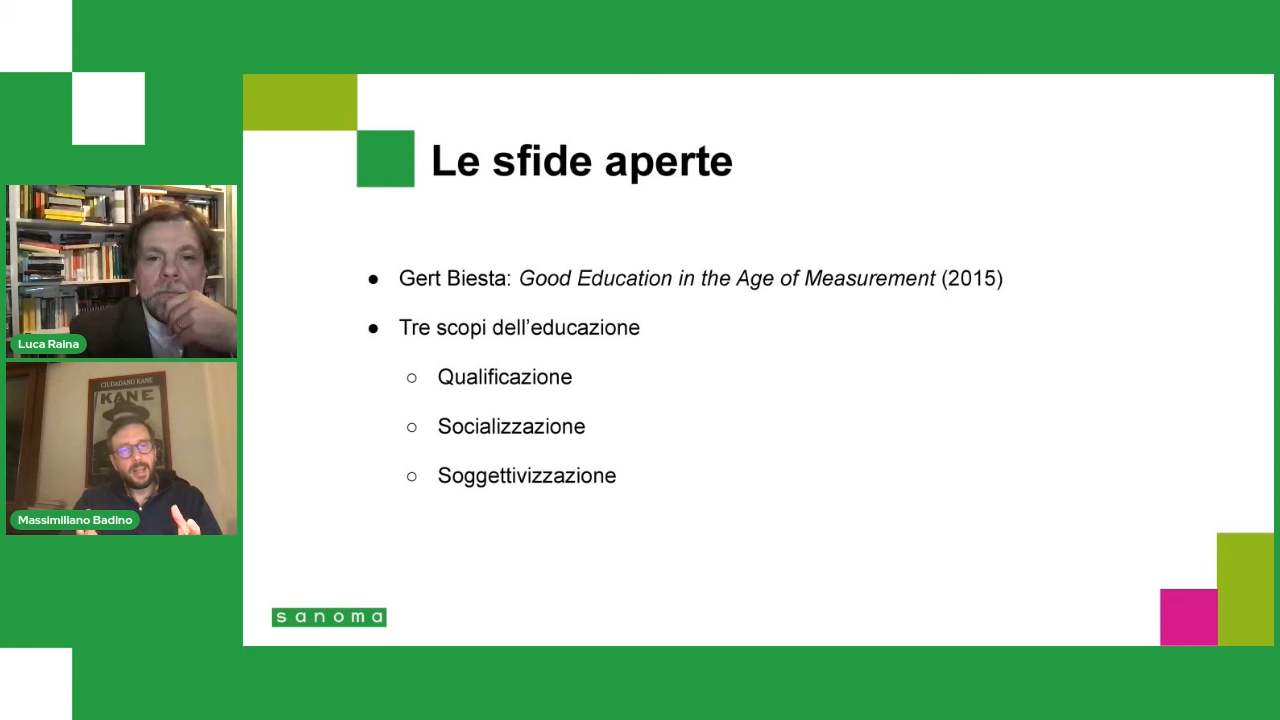 Le sfide aperte
● Gert Biesta: Good Education in the Age of Measurement (2015)
● Tre scopi dell’educazione
○ Qualificazione
○ Socializzazione
○ Soggettivizzazione
sanoma
Luca Raina
CIUDADANO KANE
KANE
Massimiliano Badino